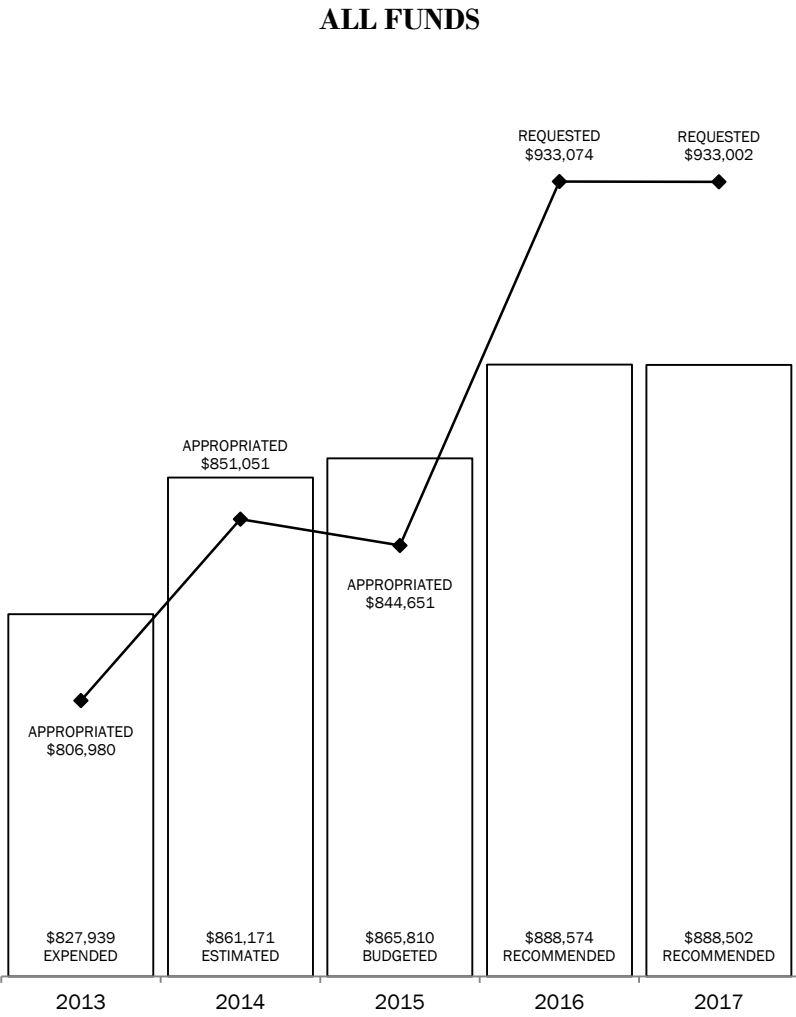 ALL FUNDS
REQUESTED
$933,074
REQUESTED
$933,002
APPROPRIATED
$851,051
APPROPRIATED
$844,651
APPROPRIATED
$806,980
$827,939
EXPENDED
$861,171
ESTIMATED
$865,810
BUDGETED
$888,574
RECOMMENDED
$888,502
RECOMMENDED
2013
2014
2015
2016
2017